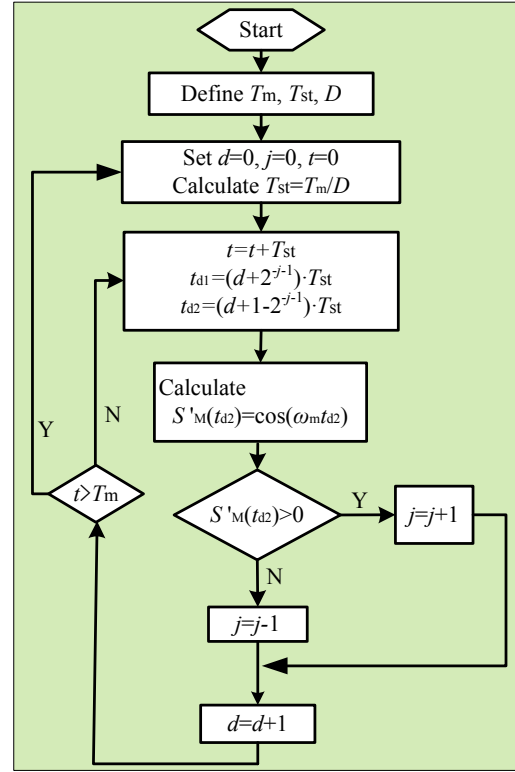 Start
Define Tm, Tst, D
Set d=0, j=0, t=0
Calculate Tst=Tm/D
t=t+Tst
td1=(d+2^-j-1)·Tst
td2=(d+1-2^-j-1)·Tst
Calculate
S'M(td2)=cos(ωmtd2)
Y
N
t>Tm
S'M(td2)>0
Y
j=j+1
N
j=j-1
d=d+1